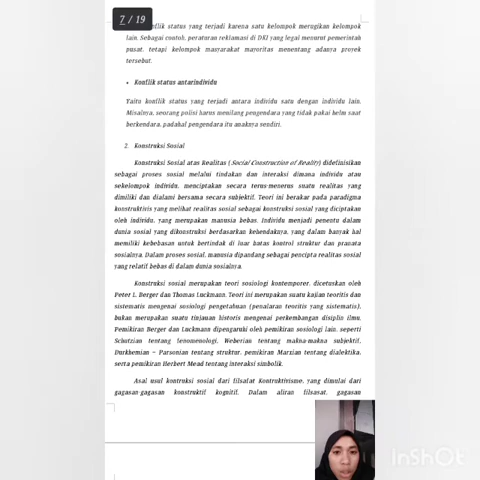 7 / 19
nflik status yang terjadi karena satu kelompok merugikan kelompok
lain. Sebagai contoh, peraturan reklamasi di DKI yang legal menurut pemerintah
pusat, tetapi kelompok masyarakat mayoritas menentang adanya proyek
tersebut.
• Konflik status antarindividu
Yaitu konflik status yang terjadi antara individu satu dengan individu lain.
Misalnya, seorang polisi harus menilang pengendara yang tidak pakai helm saat
berkendara, padahal pengendara itu anaknya sendiri.
2. Konstruksi Sosial
Konstruksi Sosial atas Realitas (Social Construction of Reality) didefinisikan
sebagai proses sosial melalui tindakan dan interaksi dimana individu atau
sekelompok individu, menciptakan secara terus-menerus suatu realitas yang
dimiliki dan dialami bersama secara subjektif. Teori ini berakar pada paradigma
konstruktivis yang melihat realitas sosial sebagai konstruksi sosial yang diciptakan
oleh individu, yang merupakan manusia bebas. Individu menjadi penentu dalam
dunia sosial yang dikonstruksi berdasarkan kehendaknya, yang dalam banyak hal
memiliki kebebasan untuk bertindak di luar batas kontrol struktur dan pranata
sosialnya. Dalam proses sosial, manusia dipandang sebagai pencipta realitas sosial
yang relatif bebas di dalam dunia sosialnya.
Konstruksi sosial merupakan teori sosiologi kontemporer, dicetuskan oleh
Peter L. Berger dan Thomas Luckmann. Teori ini merupakan suatu kajian teoritis dan
sistematis mengenai sosiologi pengetahuan (penalaran teoritis yang sistematis),
bukan merupakan suatu tinjauan historis mengenai perkembangan disiplin ilmu.
Pemikiran Berger dan Luckmann dipengaruhi oleh pemikiran sosiologi lain, seperti
Schutzian tentang fenomenologi, Weberian tentang makna-makna subjektif,
Durkhemian – Parsonian tentang struktur, pemikiran Marxian tentang dialektika,
serta pemikiran Herbert Mead tentang interaksi simbolik.
Asal usul kontruksi sosial dari filsafat Kontruktivisme, yang dimulai dari
gagasan-gagasan konstruktif kognitif. Dalam aliran filsasat, gagasan
InShOt